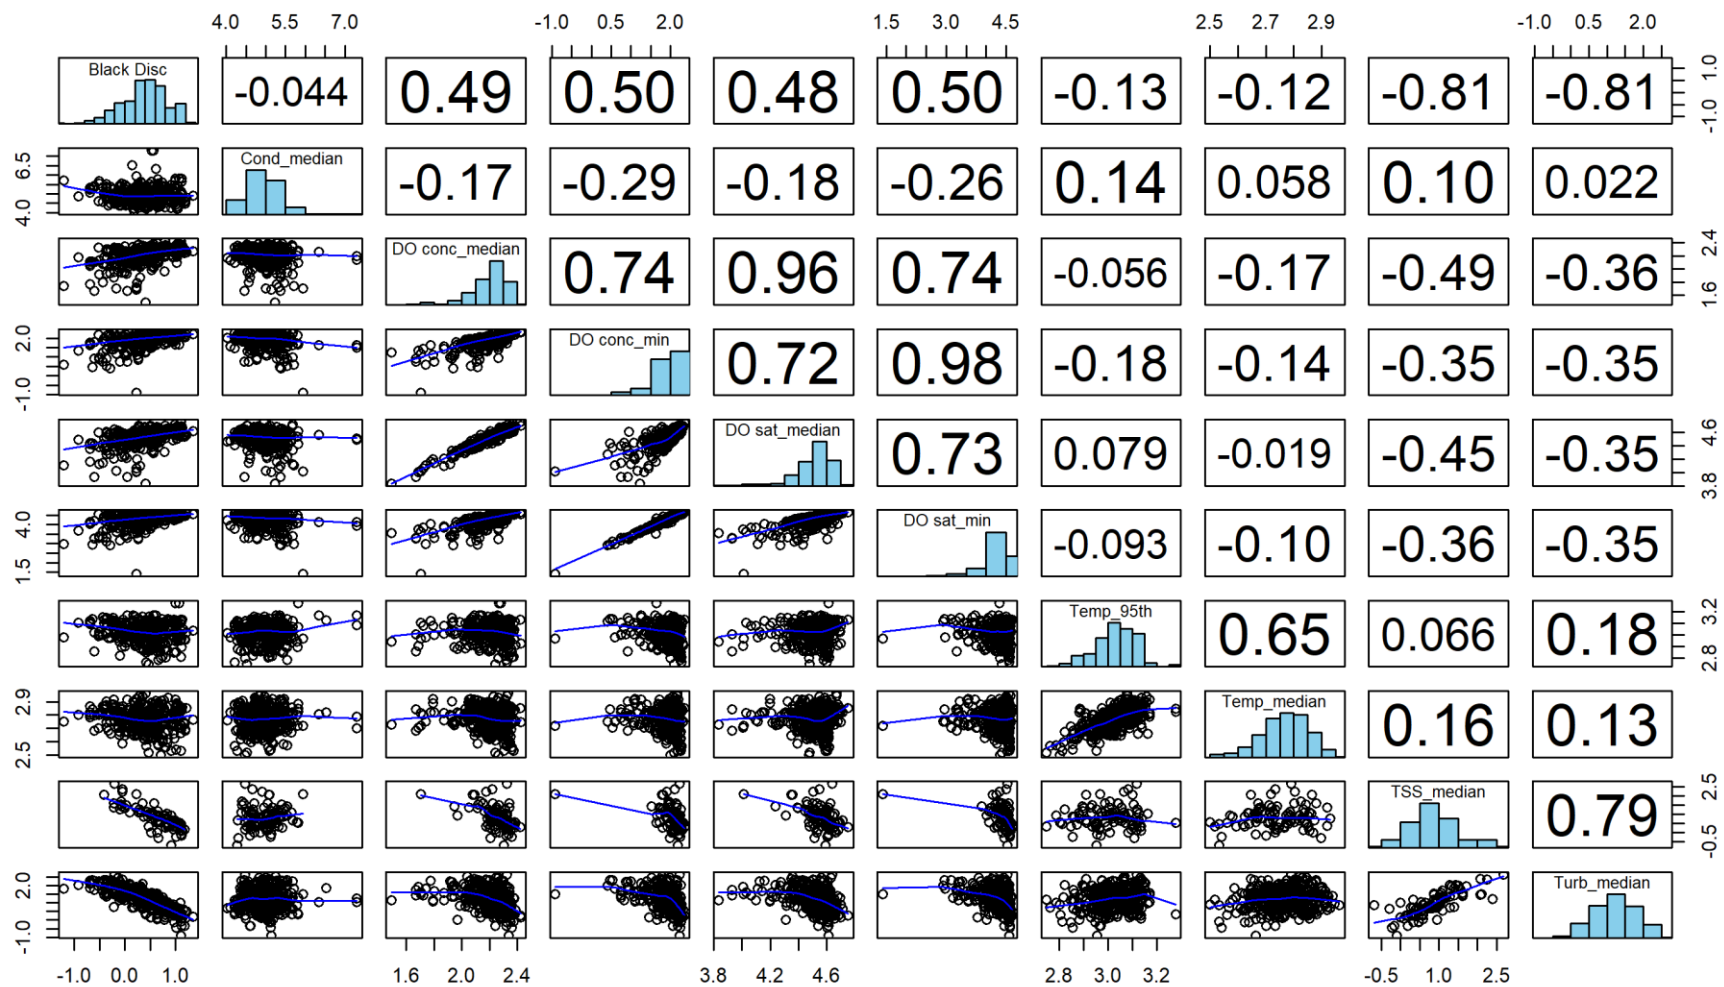 4.0 5.5 7.0 -1.0 0.5 2.0 1.5 3.0 4.5 2.5 2.7 2.9 -1.0 0.5 2.0
Black Disc -0.044 0.49 0.50 0.48 0.50 -0.13 -0.12 -0.81 -0.81 -1.0 1.0
4.0 6.5 Cond_median -0.17 -0.29 -0.18 -0.26 0.14 0.058 0.10 0.022
DO conc_median 0.74 0.96 0.74 -0.056 -0.17 -0.49 -0.36 1.6 2.4
-1.0 2.0 DO conc_min 0.72 0.98 -0.18 -0.14 -0.35 -0.35
DO sat_median 0.73 0.079 -0.019 -0.45 -0.35 3.8 4.6
1.5 4.0 DO sat_min -0.093 -0.10 -0.36 -0.35
Temp_95th 0.65 0.066 0.18 2.8 3.2
2.5 2.9 Temp_median 0.16 0.13
TSS_median 0.79 -0.5 2.5
-1.0 2.0 Turb_median
-1.0 0.0 1.0 1.6 2.0 2.4 3.8 4.2 4.6 2.8 3.0 3.2 -0.5 1.0 2.5